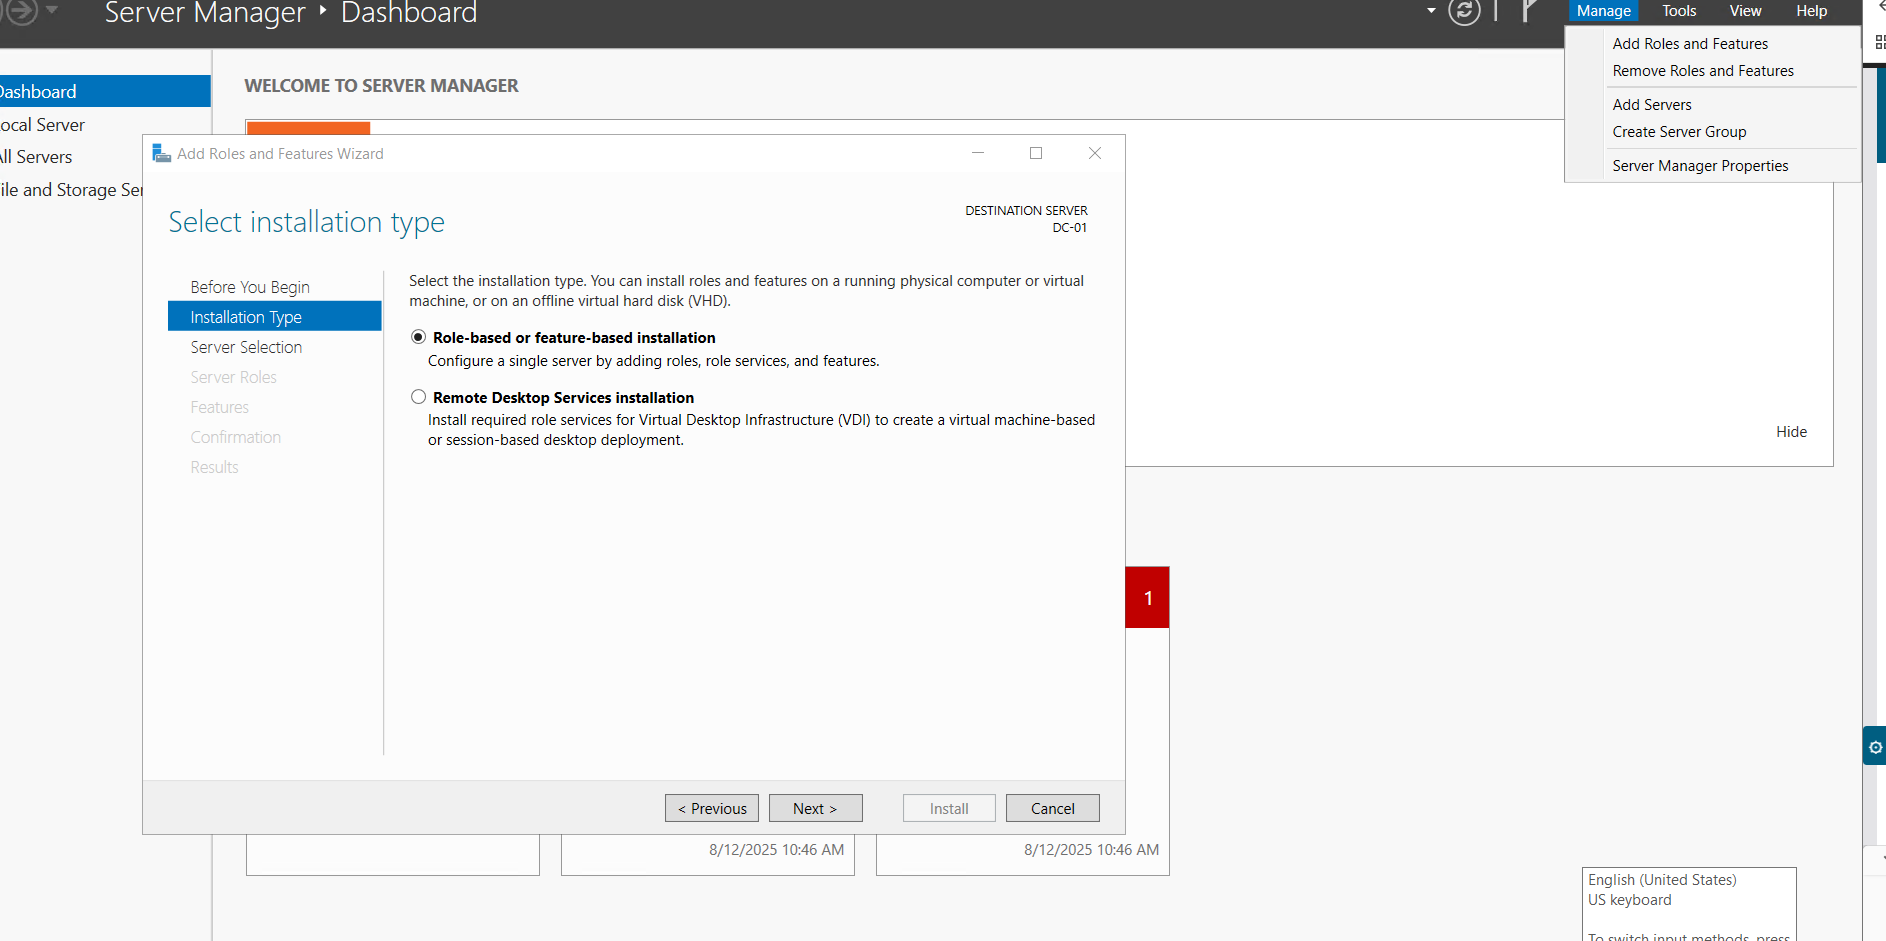 Server Manager ‣ Dashboard
Manage Tools View Help
Add Roles and Features
Remove Roles and Features
Add Servers
Create Server Group
Server Manager Properties
Dashboard
ocal Server
ll Servers
ile and Storage Ser
WELCOME TO SERVER MANAGER
Add Roles and Features Wizard
Select installation type
DESTINATION SERVER
DC-01
Before You Begin
Installation Type
Server Selection
Server Roles
Features
Confirmation
Results
Select the installation type. You can install roles and features on a running physical computer or virtual
machine, or on an offline virtual hard disk (VHD).
Role-based or feature-based installation
Configure a single server by adding roles, role services, and features.
Remote Desktop Services installation
Install required role services for Virtual Desktop Infrastructure (VDI) to create a virtual machine-based
or session-based desktop deployment.
< Previous
Next >
Install
Cancel
Hide
1
8/12/2025 10:46 AM
8/12/2025 10:46 AM
English (United States)
US keyboard
To switch input methods, press